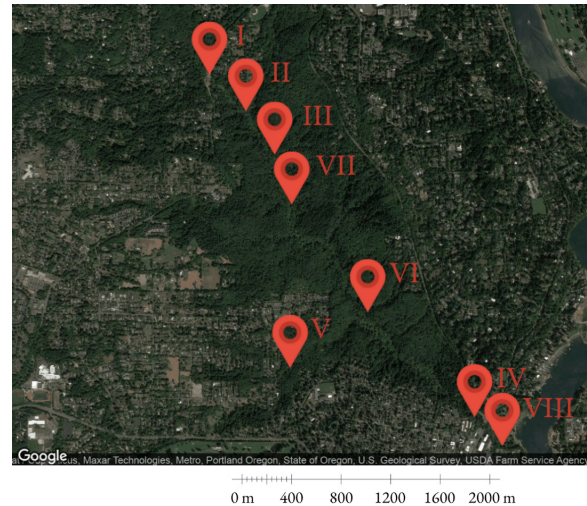 I
II
III
VII
VI
V
IV
VIII
Google
Maxar Technologies, Metro, Portland Oregon, State of Oregon, U.S. Geological Survey, USDA Farm Service Agency
0 m 400 800 1200 1600 2000 m